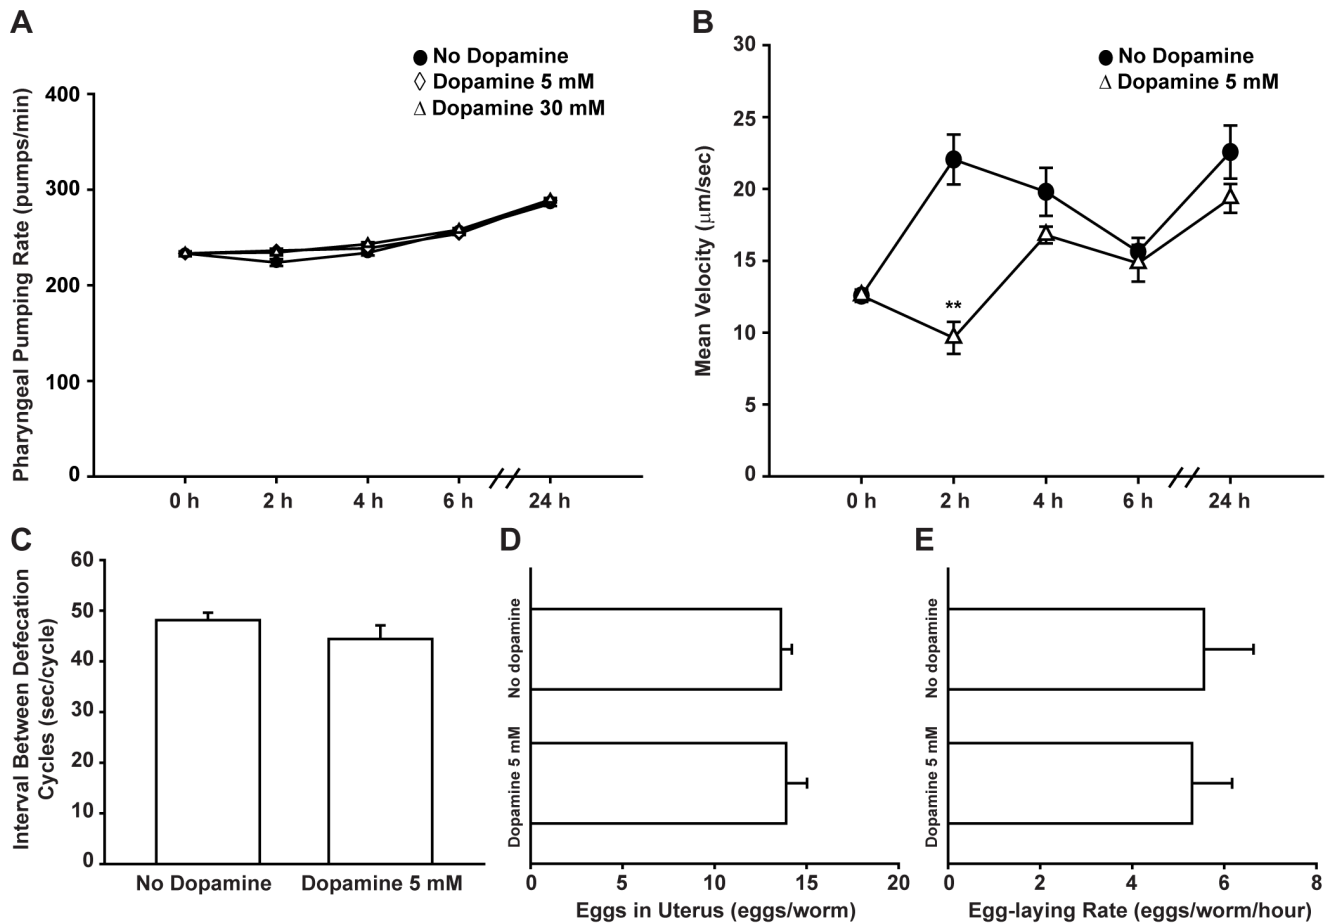 A
No Dopamine
Dopamine 5 mM
Dopamine 30 mM
Pharyngeal Pumping Rate (pumps/min)
400
300
200
100
0
0 h
2 h
4 h
6 h
24 h
B
No Dopamine
Dopamine 5 mM
Mean Velocity (μm/sec)
30
25
20
15
10
5
0
**
0 h
2 h
4 h
6 h
24 h
C
Interval Between Defecation
Cycles (sec/cycle)
60
50
40
30
20
10
0
No Dopamine
Dopamine 5 mM
D
No dopamine
Dopamine 5 mM
0
5
10
15
20
Eggs in Uterus (eggs/worm)
E
No dopamine
Dopamine 5 mM
0
2
4
6
8
Egg-laying Rate (eggs/worm/hour)